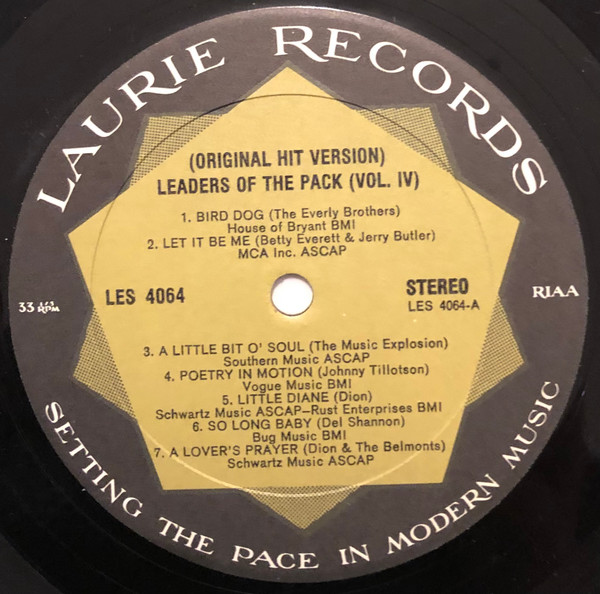 LAURIE RECORDS
(ORIGINAL HIT VERSION)
LEADERS OF THE PACK (VOL. IV)
1. BIRD DOG (The Everly Brothers)
House of Bryant BMI
2. LET IT BE ME (Betty Everett & Jerry Butler)
MCA Inc. ASCAP
LES 4064
STEREO
LES 4064-A
33 1/3 RPM
RIAA
3. A LITTLE BIT O' SOUL (The Music Explosion)
Southern Music ASCAP
4. POETRY IN MOTION (Johnny Tillotson)
Vogue Music BMI
5. LITTLE DIANE (Dion)
Schwartz Music ASCAP–Rust Enterprises BMI
6. SO LONG BABY (Del Shannon)
Bug Music BMI
7. A LOVER'S PRAYER (Dion & The Belmonts)
Schwartz Music ASCAP
SETTING THE PACE IN MODERN MUSIC